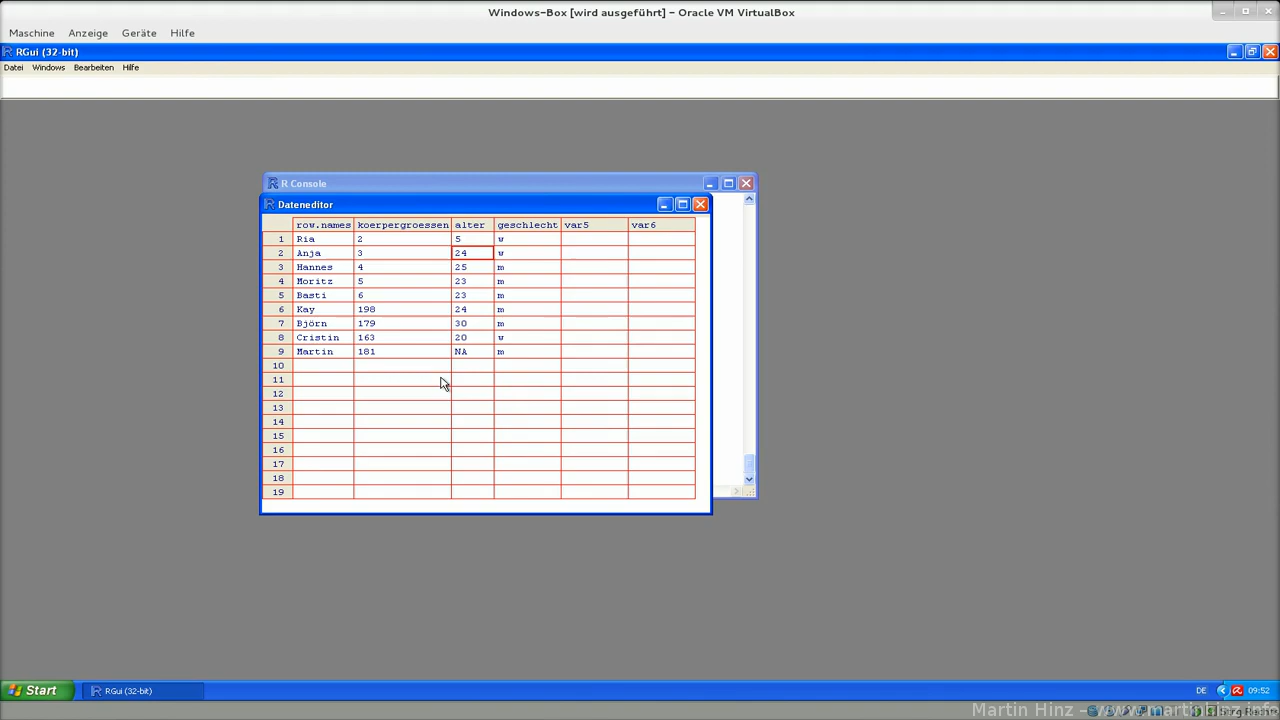 Windows-Box [wird ausgeführt] - Oracle VM VirtualBox
Maschine Anzeige Geräte Hilfe
RGui (32-bit)
Datei Windows Bearbeiten Hilfe
R Console
Dateneditor
row.names koerpergroessen alter geschlecht var5 var6
1 Ria 2 5 w
2 Anja 3 24 w
3 Hannes 4 25 m
4 Moritz 5 23 m
5 Basti 6 23 m
6 Kay 198 24 m
7 Björn 179 30 m
8 Cristin 163 20 w
9 Martin 181 NA m
10
11
12
13
14
15
16
17
18
19
Start RGui (32-bit) DE 09:52
Martin Hinz - www.martinhinz.info